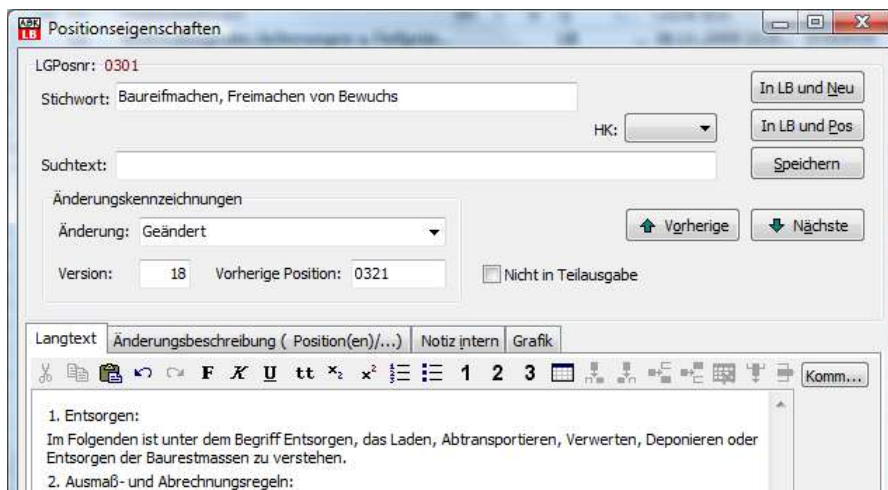 ABK
LB
Positionseigenschaften
LGPosnr: 0301
Stichwort: Baureifmachen, Freimachen von Bewuchs
In LB und Neu
HK:
In LB und Pos
Suchtext:
Speichern
Änderungskennzeichnungen
Änderung: Geändert
Vorherige
Nächste
Version: 18 Vorherige Position: 0321
Nicht in Teilausgabe
Langtext Änderungsbeschreibung ( Position(en)/...) Notiz intern Grafik
F K U tt x₂ x² 1 2 3 Komm...
1. Entsorgen:
Im Folgenden ist unter dem Begriff Entsorgen, das Laden, Abtransportieren, Verwerten, Deponieren oder
Entsorgen der Baurestmassen zu verstehen.
2. Ausmaß- und Abrechnungsregeln: